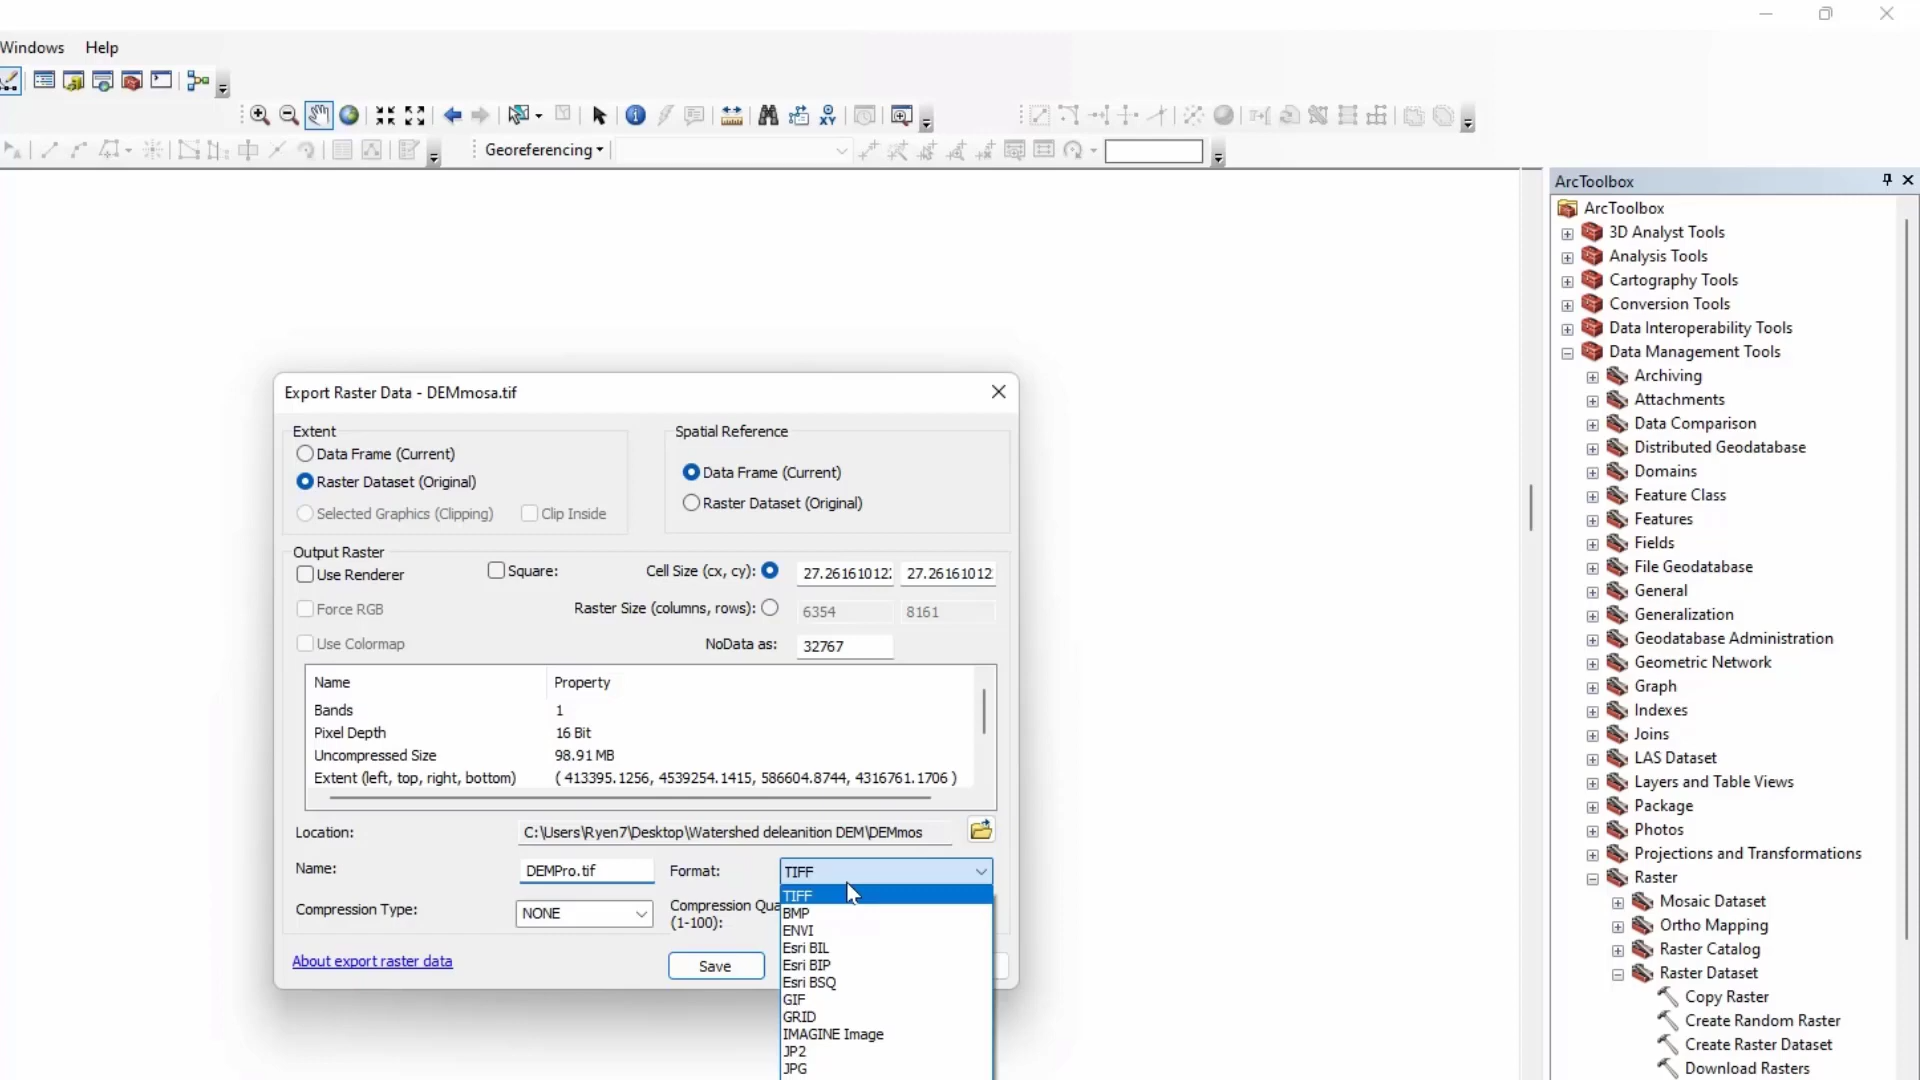 Windows Help
Georeferencing
ArcToolbox
ArcToolbox
3D Analyst Tools
Analysis Tools
Cartography Tools
Conversion Tools
Data Interoperability Tools
Data Management Tools
Archiving
Attachments
Data Comparison
Distributed Geodatabase
Domains
Feature Class
Features
Fields
File Geodatabase
General
Generalization
Geodatabase Administration
Geometric Network
Graph
Indexes
Joins
LAS Dataset
Layers and Table Views
Package
Photos
Projections and Transformations
Raster
Mosaic Dataset
Ortho Mapping
Raster Catalog
Raster Dataset
Copy Raster
Create Random Raster
Create Raster Dataset
Download Rasters
Export Raster Data - DEMmosa.tif
Extent
Data Frame (Current)
Raster Dataset (Original)
Selected Graphics (Clipping) Clip Inside
Spatial Reference
Data Frame (Current)
Raster Dataset (Original)
Output Raster
Use Renderer Square: Cell Size (cx, cy): 27.2616101 27.26161012
Force RGB Raster Size (columns, rows): 6354 8161
Use Colormap NoData as: 32767
Name Property
Bands 1
Pixel Depth 16 Bit
Uncompressed Size 98.91 MB
Extent (left, top, right, bottom) ( 413395.1256, 4539254.1415, 586604.8744, 4316761.1706 )
Location: C:\Users\Ryen7\Desktop\Watershed deleanition DEM\DEMmos
Name: DEMPro.tif Format: TIFF
Compression Type: NONE Compression Qua
(1-100):
About export raster data Save
TIFF
BMP
ENVI
Esri BIL
Esri BIP
Esri BSQ
GIF
GRID
IMAGINE Image
JP2
JPG